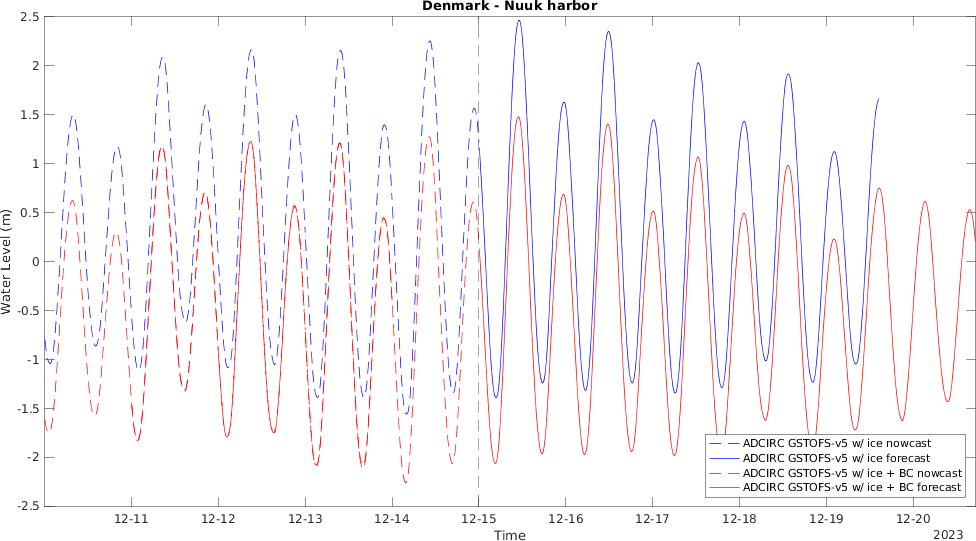 Denmark - Nuuk harbor
2.5
2
1.5
1
0.5
0
-0.5
-1
-1.5
-2
-2.5
Water Level (m)
ADCIRC GSTOFS-v5 w/ ice nowcast
ADCIRC GSTOFS-v5 w/ ice forecast
ADCIRC GSTOFS-v5 w/ ice + BC nowcast
ADCIRC GSTOFS-v5 w/ ice + BC forecast
12-11 12-12 12-13 12-14 12-15 12-16 12-17 12-18 12-19 12-20
Time
2023